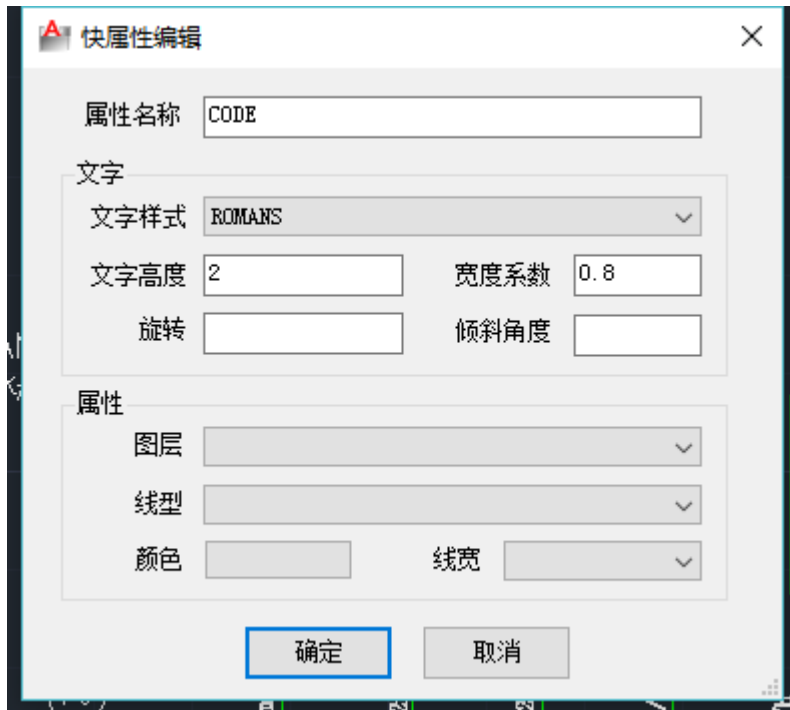 快属性编辑
属性名称 CODE
文字
文字样式 ROMANS
文字高度 2 宽度系数 0.8
旋转 倾斜角度
属性
图层
线型
颜色 线宽
确定 取消